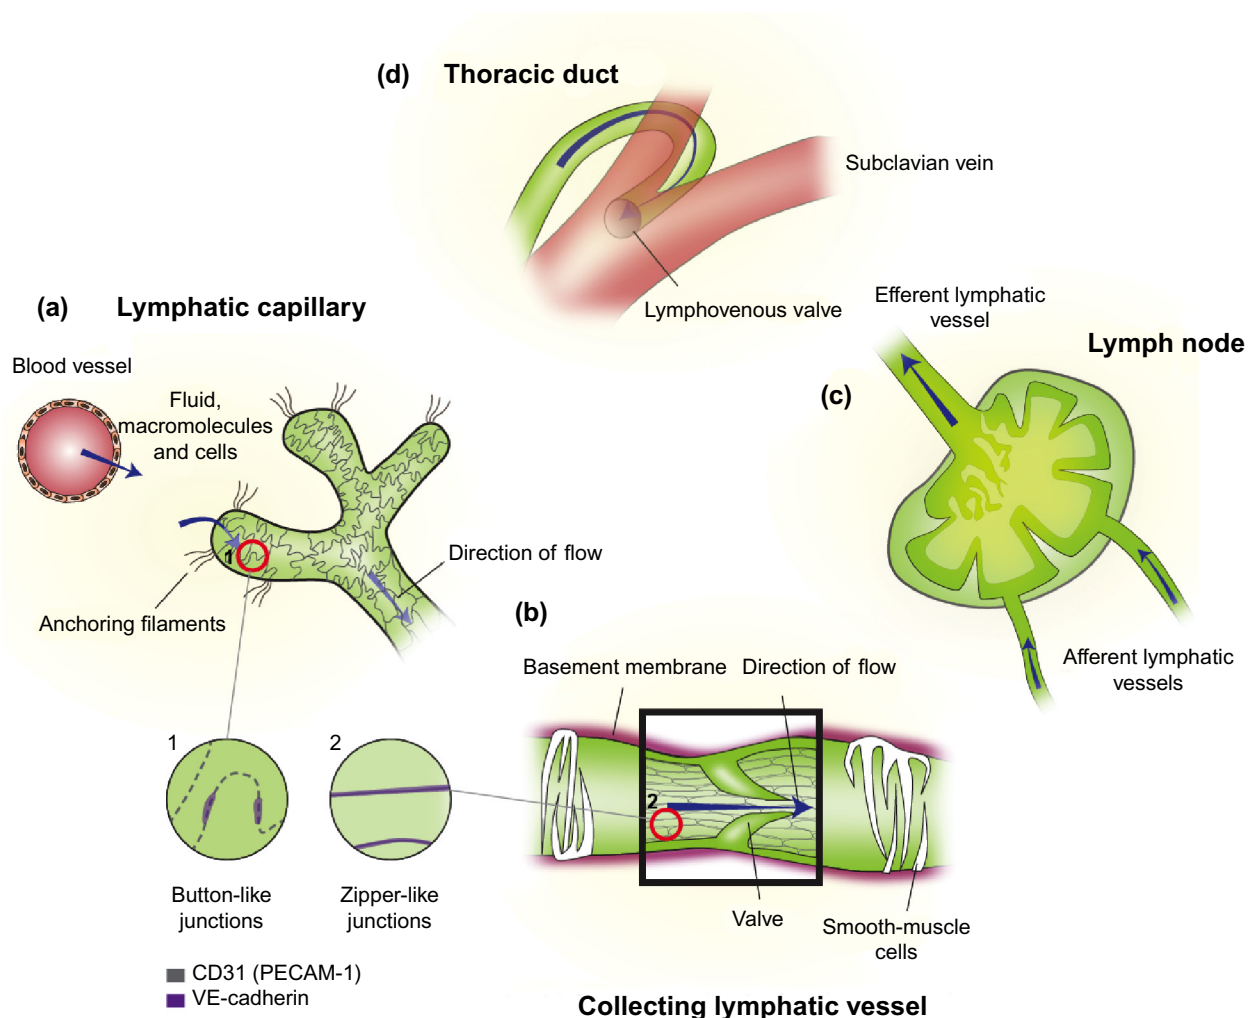 (d) Thoracic duct
Subclavian vein
Lymphovenous valve
(a) Lymphatic capillary
Blood vessel
Fluid,
macromolecules
and cells
1
Direction of flow
Anchoring filaments
Efferent lymphatic
vessel
Lymph node
(c)
Afferent lymphatic
vessels
(b)
Basement membrane
Direction of flow
2
Valve
Smooth-muscle
cells
1
2
Button-like
junctions
Zipper-like
junctions
CD31 (PECAM-1)
VE-cadherin
Collecting lymphatic vessel